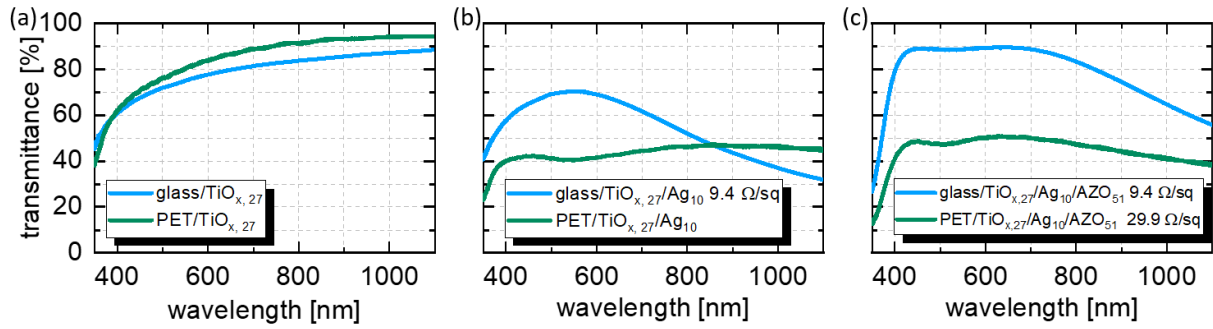 (a)
transmittance [%]
100
80
60
40
20
0
glass/TiOx, 27
PET/TiOx, 27
400 600 800 1000
wavelength [nm]
(b)
glass/TiOx, 27/Ag10 9.4 Ω/sq
PET/TiOx, 27/Ag10
400 600 800 1000
wavelength [nm]
(c)
glass/TiOx,27/Ag10/AZO51 9.4 Ω/sq
PET/TiOx,27/Ag10/AZO51 29.9 Ω/sq
400 600 800 1000
wavelength [nm]